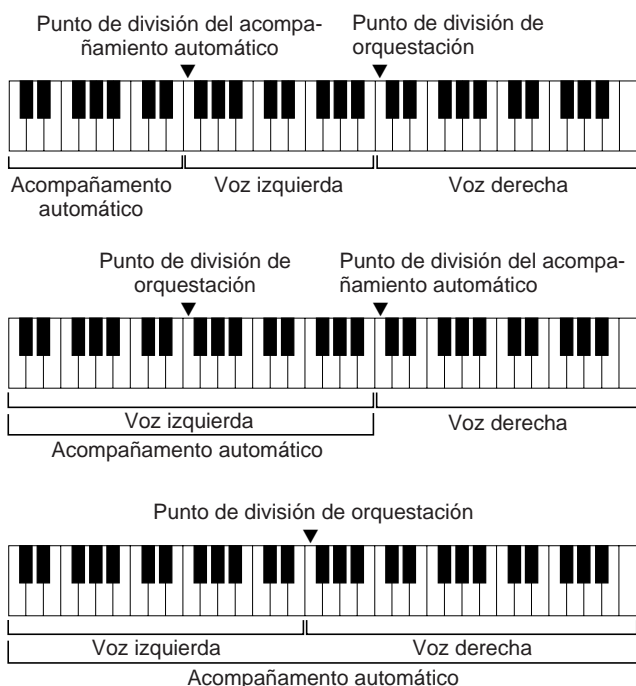 Punto de división del acompa-
ñamiento automático
Punto de división de
orquestación
Acompañamento
automático
Voz izquierda
Voz derecha
Punto de división de
orquestación
Punto de división del acompa-
ñamiento automático
Voz izquierda
Voz derecha
Acompañamento automático
Punto de división de orquestación
Voz izquierda
Voz derecha
Acompañamento automático